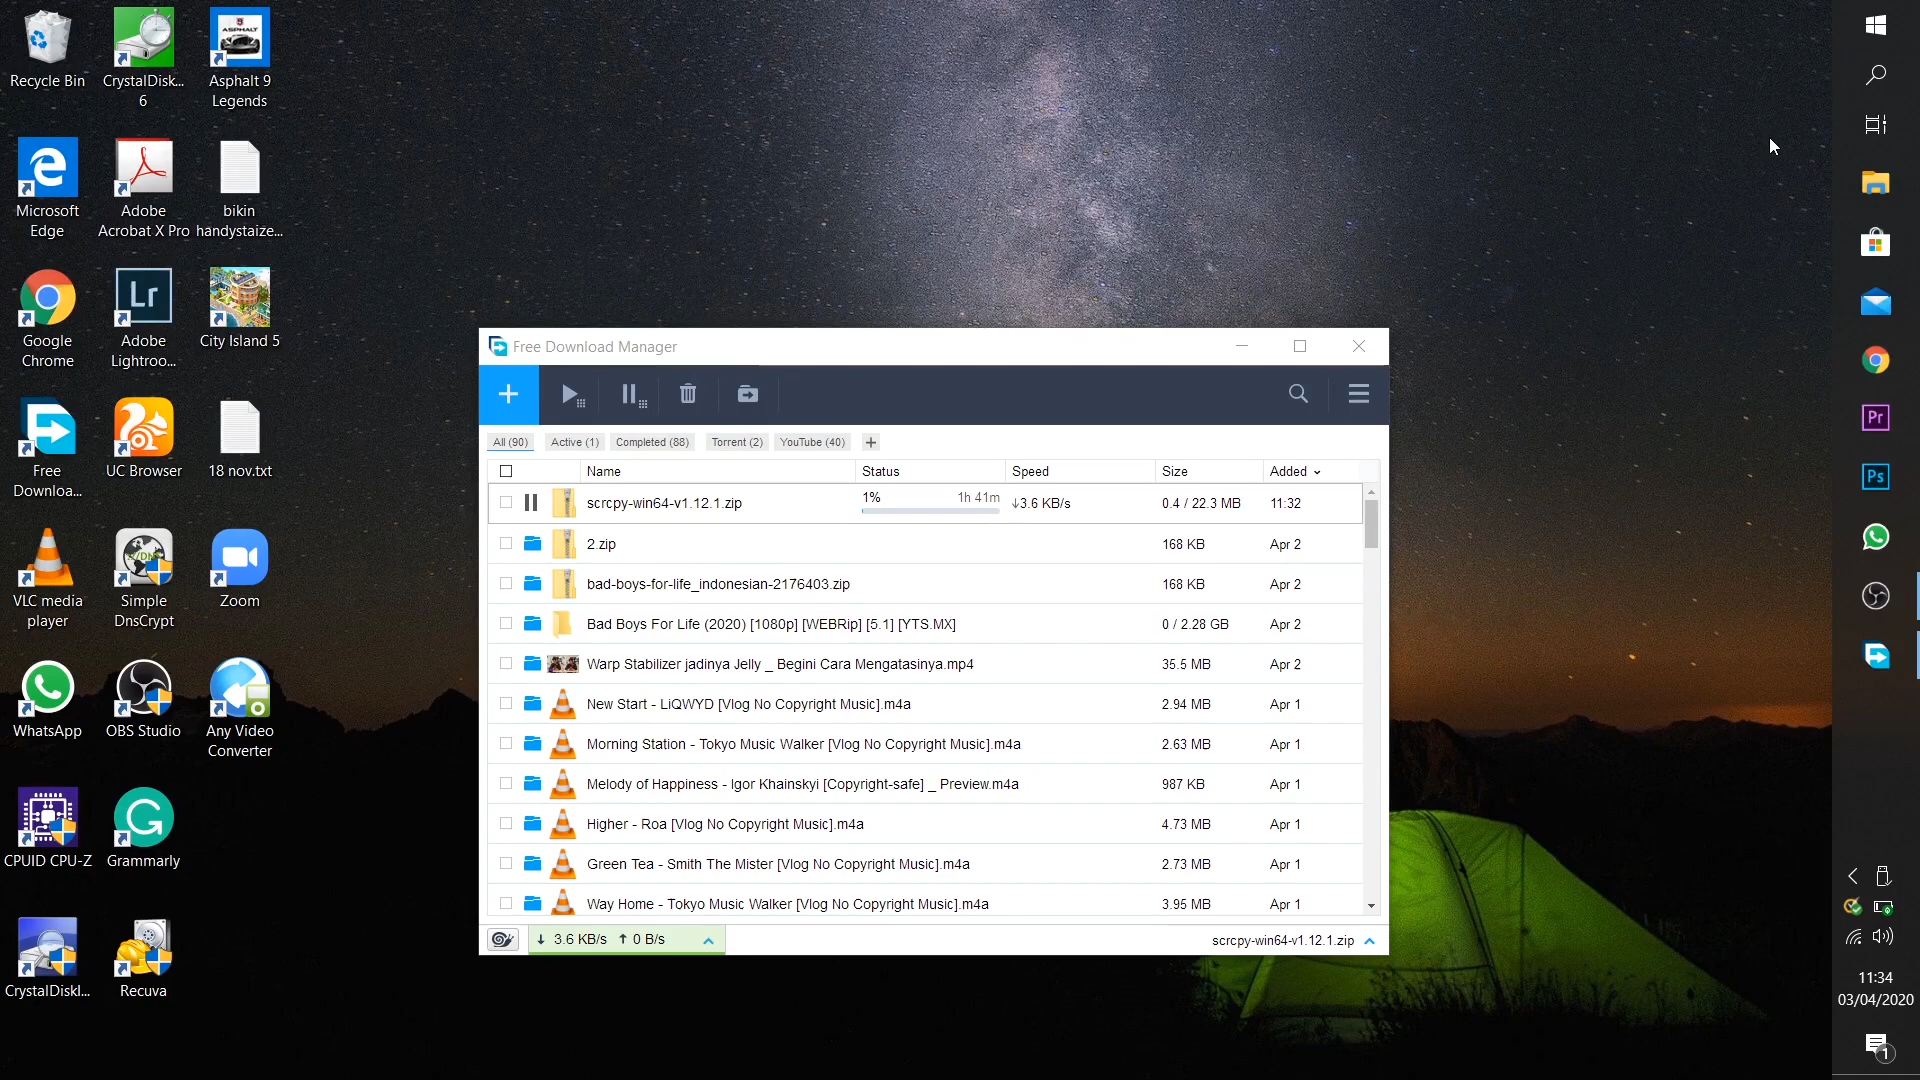 Recycle Bin
CrystalDisk...
6
Asphalt 9
Legends
ASPHALT
Microsoft
Edge
Adobe
Acrobat X Pro
bikin
handystaize...
Google
Chrome
Lr
Adobe
Lightroo...
City Island 5
Free
Downloa...
UC Browser
18 nov.txt
VLC media
player
Simple
DnsCrypt
Zoom
WhatsApp
OBS Studio
Any Video
Converter
CPUID CPU-Z
Grammarly
CrystalDiskI...
Recuva
Free Download Manager
All (90)
Active (1)
Completed (88)
Torrent (2)
YouTube (40)
Name
Status
Speed
Size
Added
scrcpy-win64-v1.12.1.zip
1%
1h 41m
↓3.6 KB/s
0.4 / 22.3 MB
11:32
2.zip
168 KB
Apr 2
bad-boys-for-life_indonesian-2176403.zip
168 KB
Apr 2
Bad Boys For Life (2020) [1080p] [WEBRip] [5.1] [YTS.MX]
0 / 2.28 GB
Apr 2
Warp Stabilizer jadinya Jelly _ Begini Cara Mengatasinya.mp4
35.5 MB
Apr 2
New Start - LiQWYD [Vlog No Copyright Music].m4a
2.94 MB
Apr 1
Morning Station - Tokyo Music Walker [Vlog No Copyright Music].m4a
2.63 MB
Apr 1
Melody of Happiness - Igor Khainskyi [Copyright-safe] _ Preview.m4a
987 KB
Apr 1
Higher - Roa [Vlog No Copyright Music].m4a
4.73 MB
Apr 1
Green Tea - Smith The Mister [Vlog No Copyright Music].m4a
2.73 MB
Apr 1
Way Home - Tokyo Music Walker [Vlog No Copyright Music].m4a
3.95 MB
Apr 1
↓ 3.6 KB/s ↑ 0 B/s
scrcpy-win64-v1.12.1.zip
Pr
Ps
11:34
03/04/2020
1